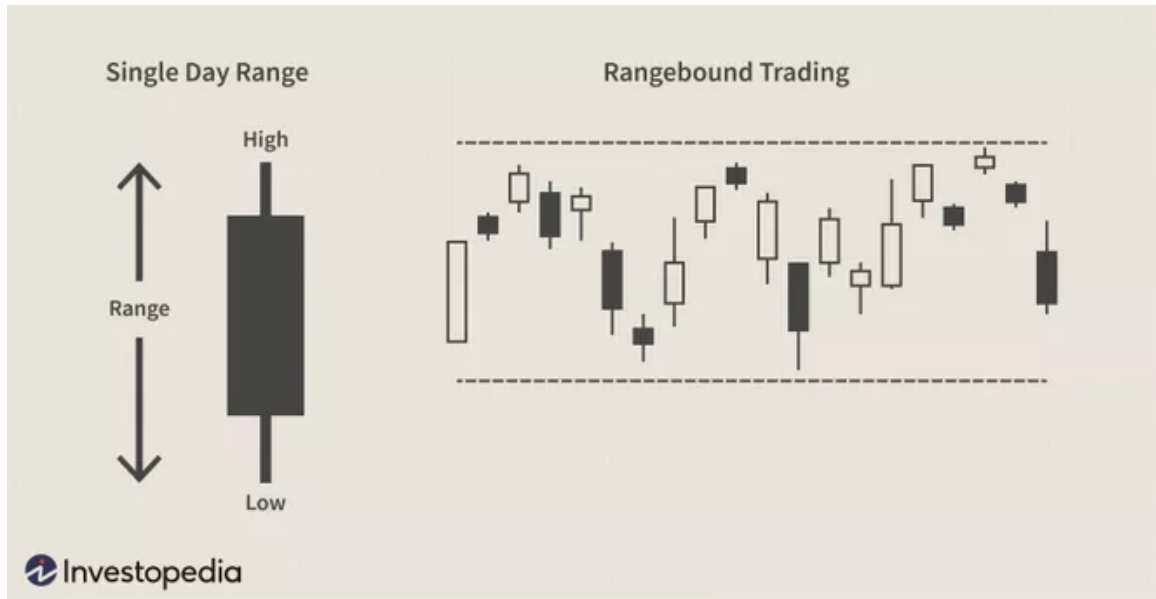 Single Day Range
Rangebound Trading
High
Range
Low
Investopedia